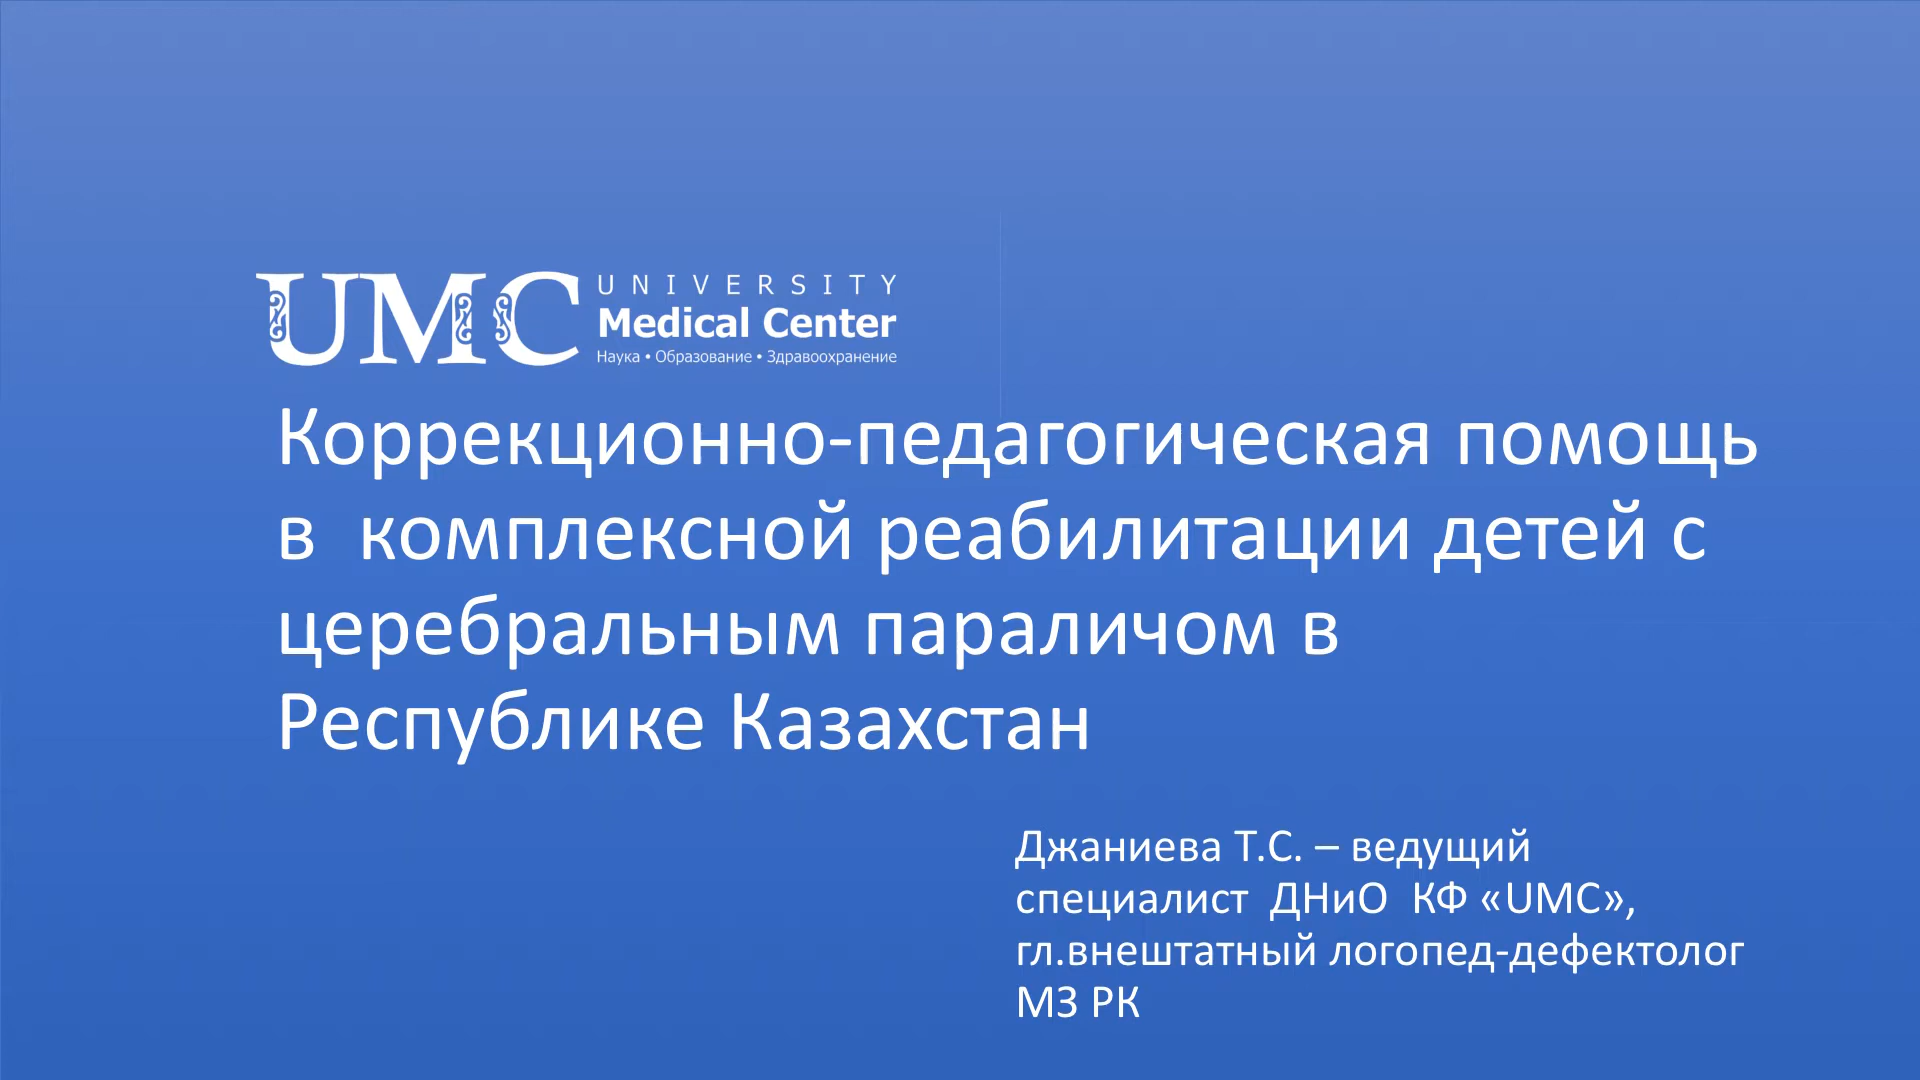 UMC
UNIVERSITY
Medical Center
Наука • Образование • Здравоохранение
Коррекционно-педагогическая помощь
в  комплексной реабилитации детей с
церебральным параличом в
Республике Казахстан
Джаниева Т.С. – ведущий
специалист  ДНиО  КФ «UMC»,
гл.внештатный логопед-дефектолог
МЗ РК